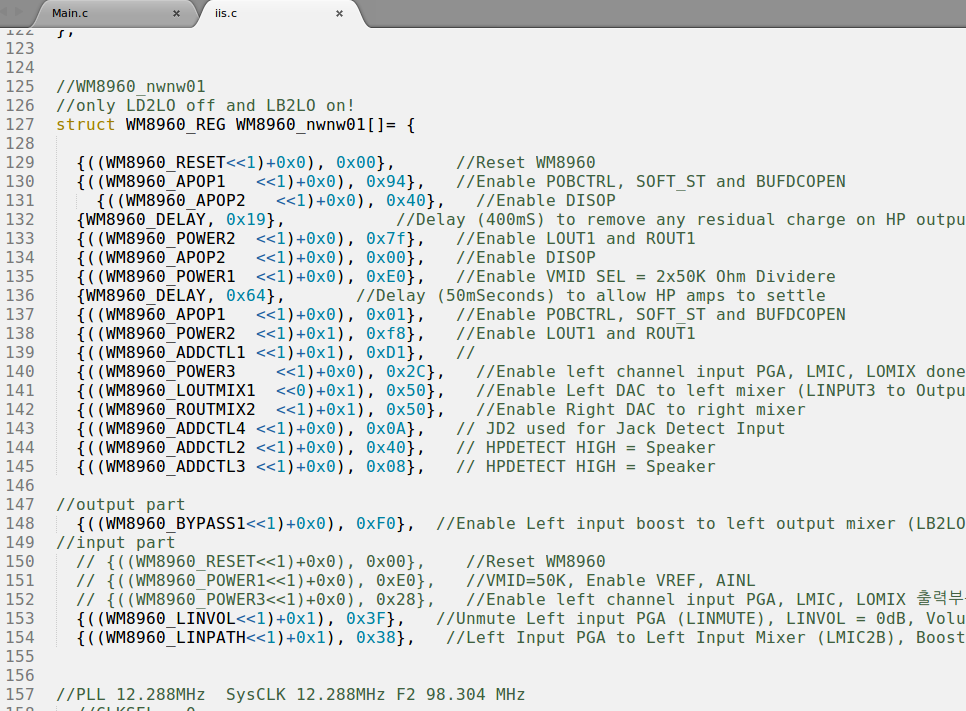 Main.c × iis.c ×
122 },
123
124
125 //WM8960_nwnw01
126 //only LD2LO off and LB2LO on!
127 struct WM8960_REG WM8960_nwnw01[]= {
128
129 {((WM8960_RESET<<1)+0x0), 0x00}, //Reset WM8960
130 {((WM8960_APOP1 <<1)+0x0), 0x94}, //Enable POBCTRL, SOFT_ST and BUFDCOPEN
131 {((WM8960_APOP2 <<1)+0x0), 0x40}, //Enable DISOP
132 {WM8960_DELAY, 0x19}, //Delay (400mS) to remove any residual charge on HP outpu
133 {((WM8960_POWER2 <<1)+0x0), 0x7f}, //Enable LOUT1 and ROUT1
134 {((WM8960_APOP2 <<1)+0x0), 0x00}, //Enable DISOP
135 {((WM8960_POWER1 <<1)+0x0), 0xE0}, //Enable VMID SEL = 2x50K Ohm Dividere
136 {WM8960_DELAY, 0x64}, //Delay (50mSeconds) to allow HP amps to settle
137 {((WM8960_APOP1 <<1)+0x0), 0x01}, //Enable POBCTRL, SOFT_ST and BUFDCOPEN
138 {((WM8960_POWER2 <<1)+0x1), 0xf8}, //Enable LOUT1 and ROUT1
139 {((WM8960_ADDCTL1 <<1)+0x1), 0xD1}, //
140 {((WM8960_POWER3 <<1)+0x0), 0x2C}, //Enable left channel input PGA, LMIC, LOMIX done
141 {((WM8960_LOUTMIX1 <<0)+0x1), 0x50}, //Enable Left DAC to left mixer (LINPUT3 to Outpu
142 {((WM8960_ROUTMIX2 <<1)+0x1), 0x50}, //Enable Right DAC to right mixer
143 {((WM8960_ADDCTL4 <<1)+0x0), 0x0A}, // JD2 used for Jack Detect Input
144 {((WM8960_ADDCTL2 <<1)+0x0), 0x40}, // HPDETECT HIGH = Speaker
145 {((WM8960_ADDCTL3 <<1)+0x0), 0x08}, // HPDETECT HIGH = Speaker
146
147 //output part
148 {((WM8960_BYPASS1<<1)+0x0), 0xF0}, //Enable Left input boost to left output mixer (LB2LO
149 //input part
150 // {((WM8960_RESET<<1)+0x0), 0x00}, //Reset WM8960
151 // {((WM8960_POWER1<<1)+0x0), 0xE0}, //VMID=50K, Enable VREF, AINL
152 // {((WM8960_POWER3<<1)+0x0), 0x28}, //Enable left channel input PGA, LMIC, LOMIX 출력부
153 {((WM8960_LINVOL<<1)+0x1), 0x3F}, //Unmute Left input PGA (LINMUTE), LINVOL = 0dB, Volu
154 {((WM8960_LINPATH<<1)+0x1), 0x38}, //Left Input PGA to Left Input Mixer (LMIC2B), Boost
155
156
157 //PLL 12.288MHz SysCLK 12.288MHz F2 98.304 MHz